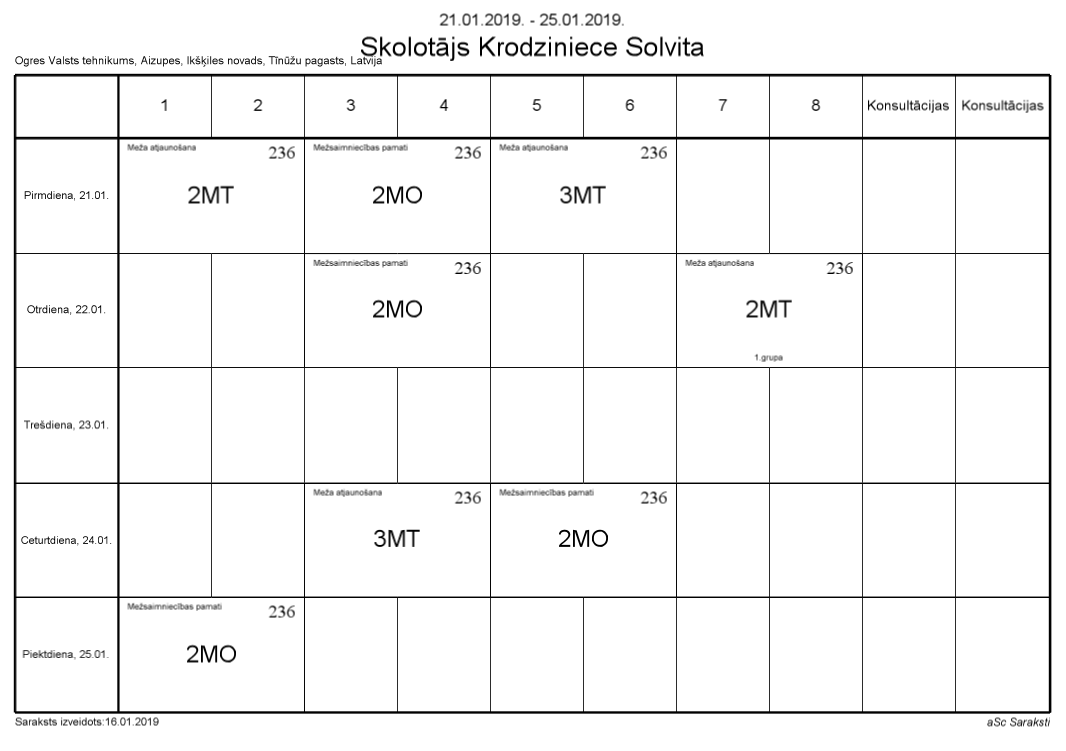 21.01.2019. - 25.01.2019.
Skolotājs Krodziniece Solvita
Ogres Valsts tehnikums, Aizupes, Ikšķiles novads, Tīnūžu pagasts, Latvija
1 2 3 4 5 6 7 8 Konsultācijas Konsultācijas
Meža atjaunošana 236 Mežsaimniecības pamati 236 Meža atjaunošana 236
Pirmdiena, 21.01. 2MT 2MO 3MT
Mežsaimniecības pamati 236 Meža atjaunošana 236
Otrdiena, 22.01. 2MO 2MT
1.grupa
Trešdiena, 23.01.
Meža atjaunošana 236 Mežsaimniecības pamati 236
Ceturtdiena, 24.01. 3MT 2MO
Mežsaimniecības pamati 236
Piektdiena, 25.01. 2MO
Saraksts izveidots:16.01.2019 aSc Saraksti